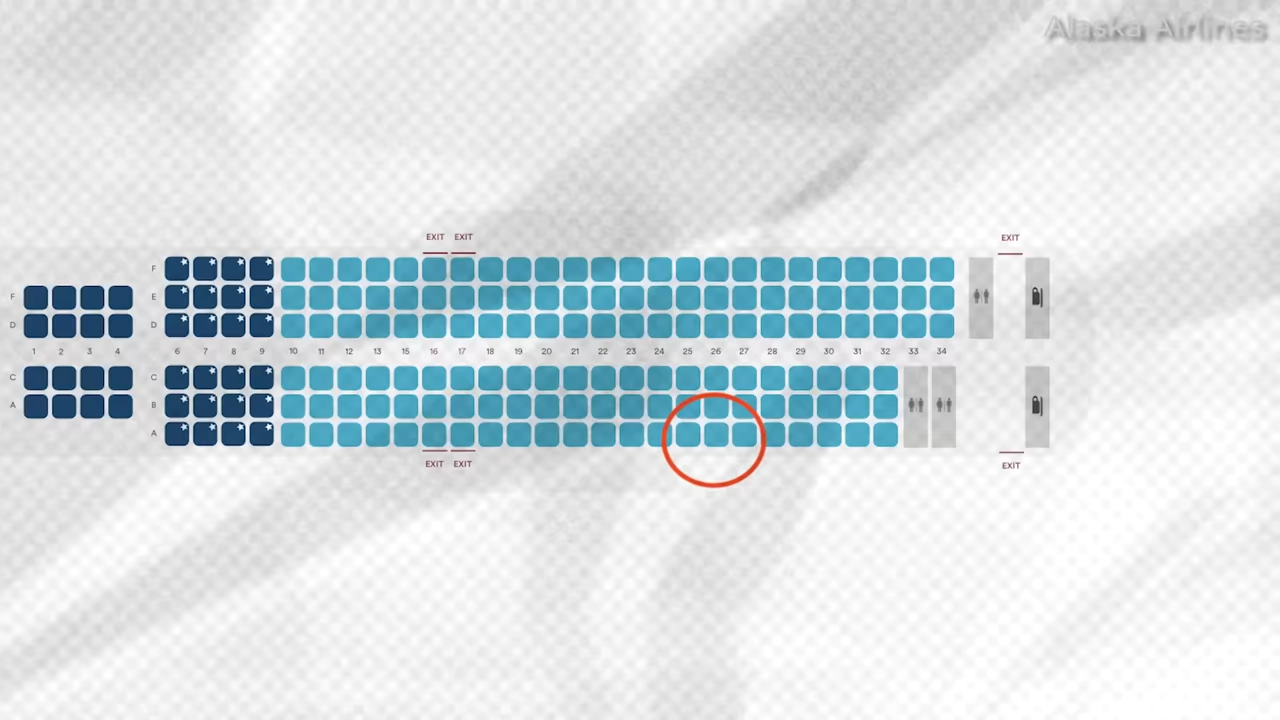 Alaska Airlines
EXIT EXIT EXIT
F
F E
D D
1 2 3 4 6 7 8 9 10 11 12 13 15 16 17 18 19 20 21 22 23 24 25 26 27 28 29 30 31 32 33 34
C C
A B
A
EXIT EXIT EXIT